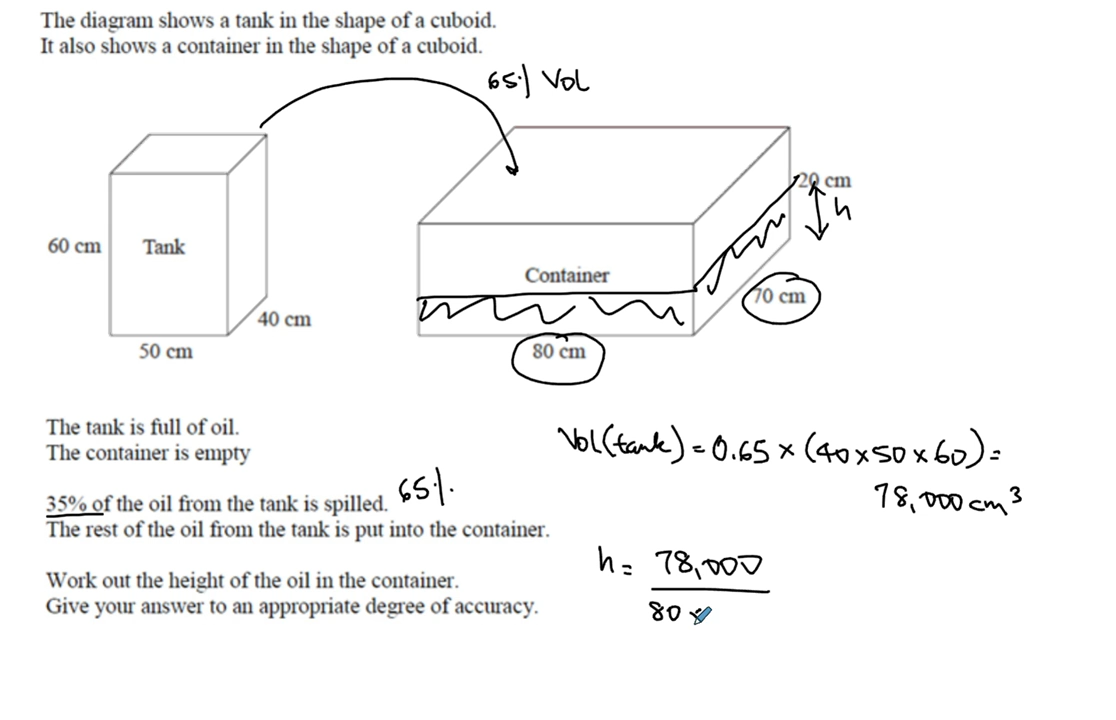 The diagram shows a tank in the shape of a cuboid.
It also shows a container in the shape of a cuboid.
65% Vol
20 cm
h
60 cm
Tank
Container
70 cm
40 cm
50 cm
80 cm
The tank is full of oil.
The container is empty
Vol(tank) = 0.65 × (40×50×60) =
78,000 cm³
65%.
35% of the oil from the tank is spilled.
The rest of the oil from the tank is put into the container.
h = 78,000
80 ×
Work out the height of the oil in the container.
Give your answer to an appropriate degree of accuracy.